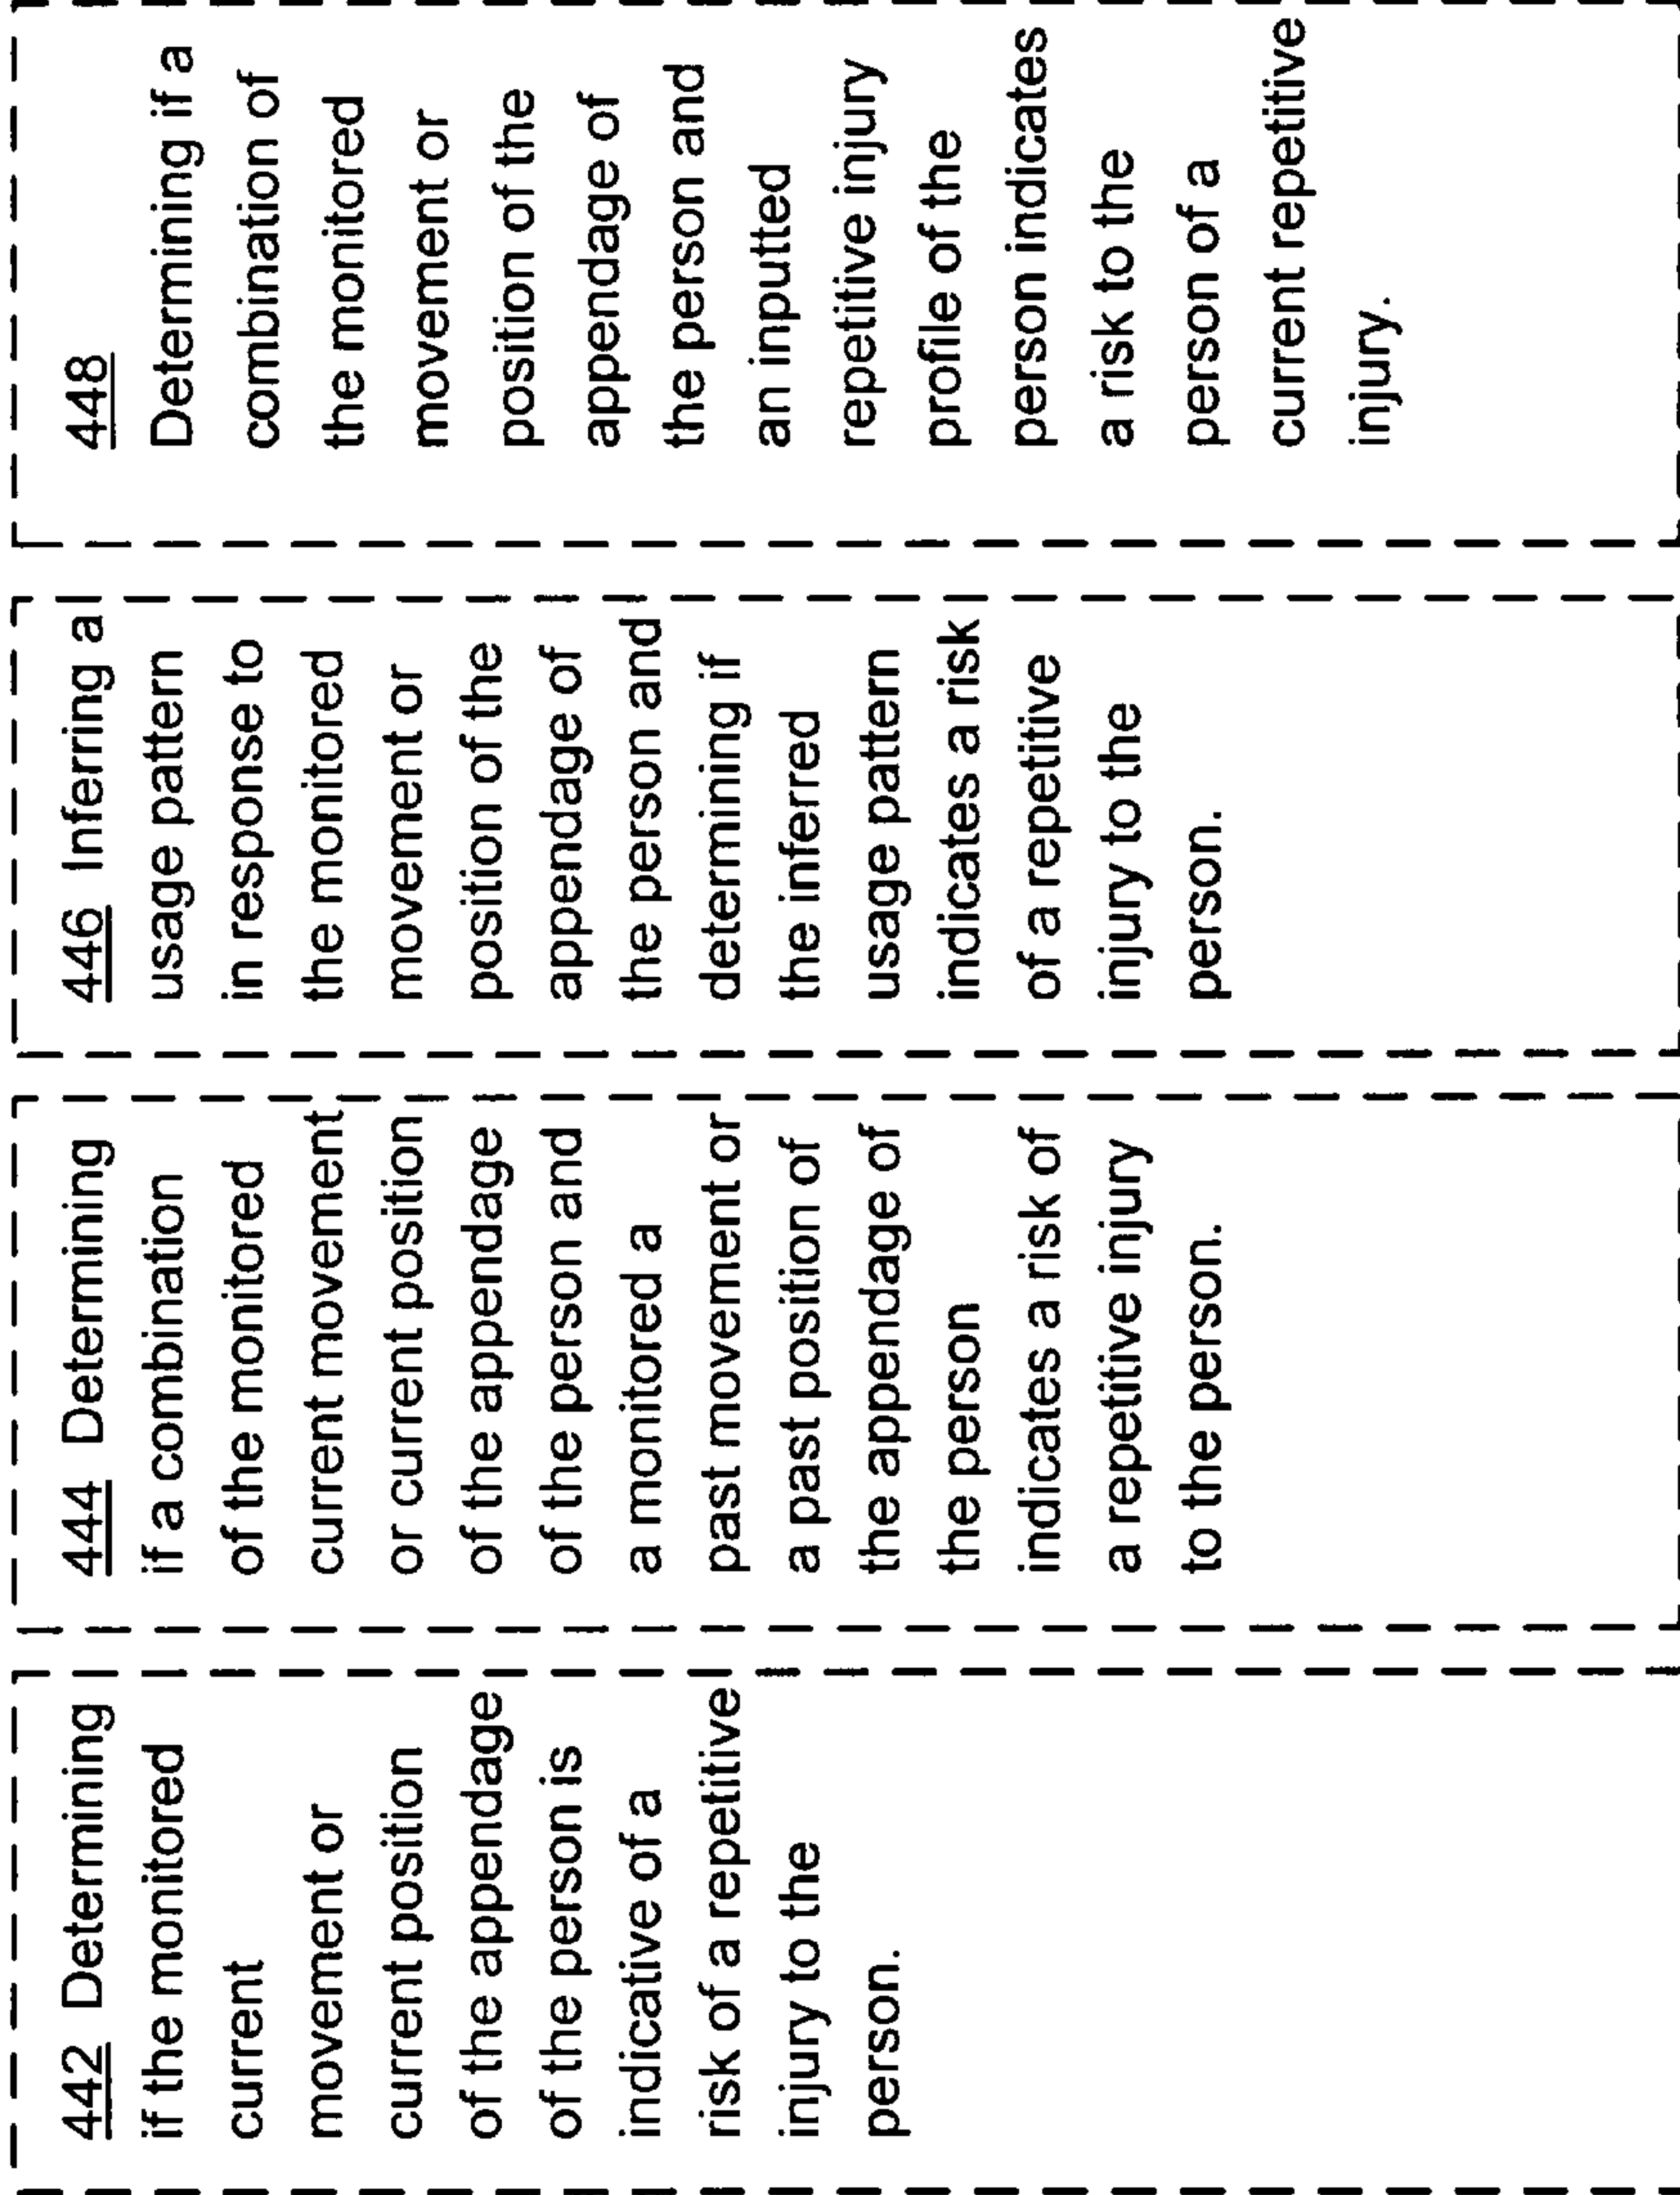 442 Determining
if the monitored
current
movement or
current position
of the appendage
of the person is
indicative of a
risk of a repetitive
injury to the
person.
444 Determining
if a combination
of the monitored
current movement
or current position
of the appendage
of the person and
a monitored a
past movement or
a past position of
the appendage of
the person
indicates a risk of
a repetitive injury
to the person.
446 Inferring a
usage pattern
in response to
the monitored
movement or
position of the
appendage of
the person and
determining if
the inferred
usage pattern
indicates a risk
of a repetitive
injury to the
person.
448
Determining if a
combination of
the monitored
movement or
position of the
appendage of
the person and
an inputted
repetitive injury
profile of the
person indicates
a risk to the
person of a
current repetitive
injury.